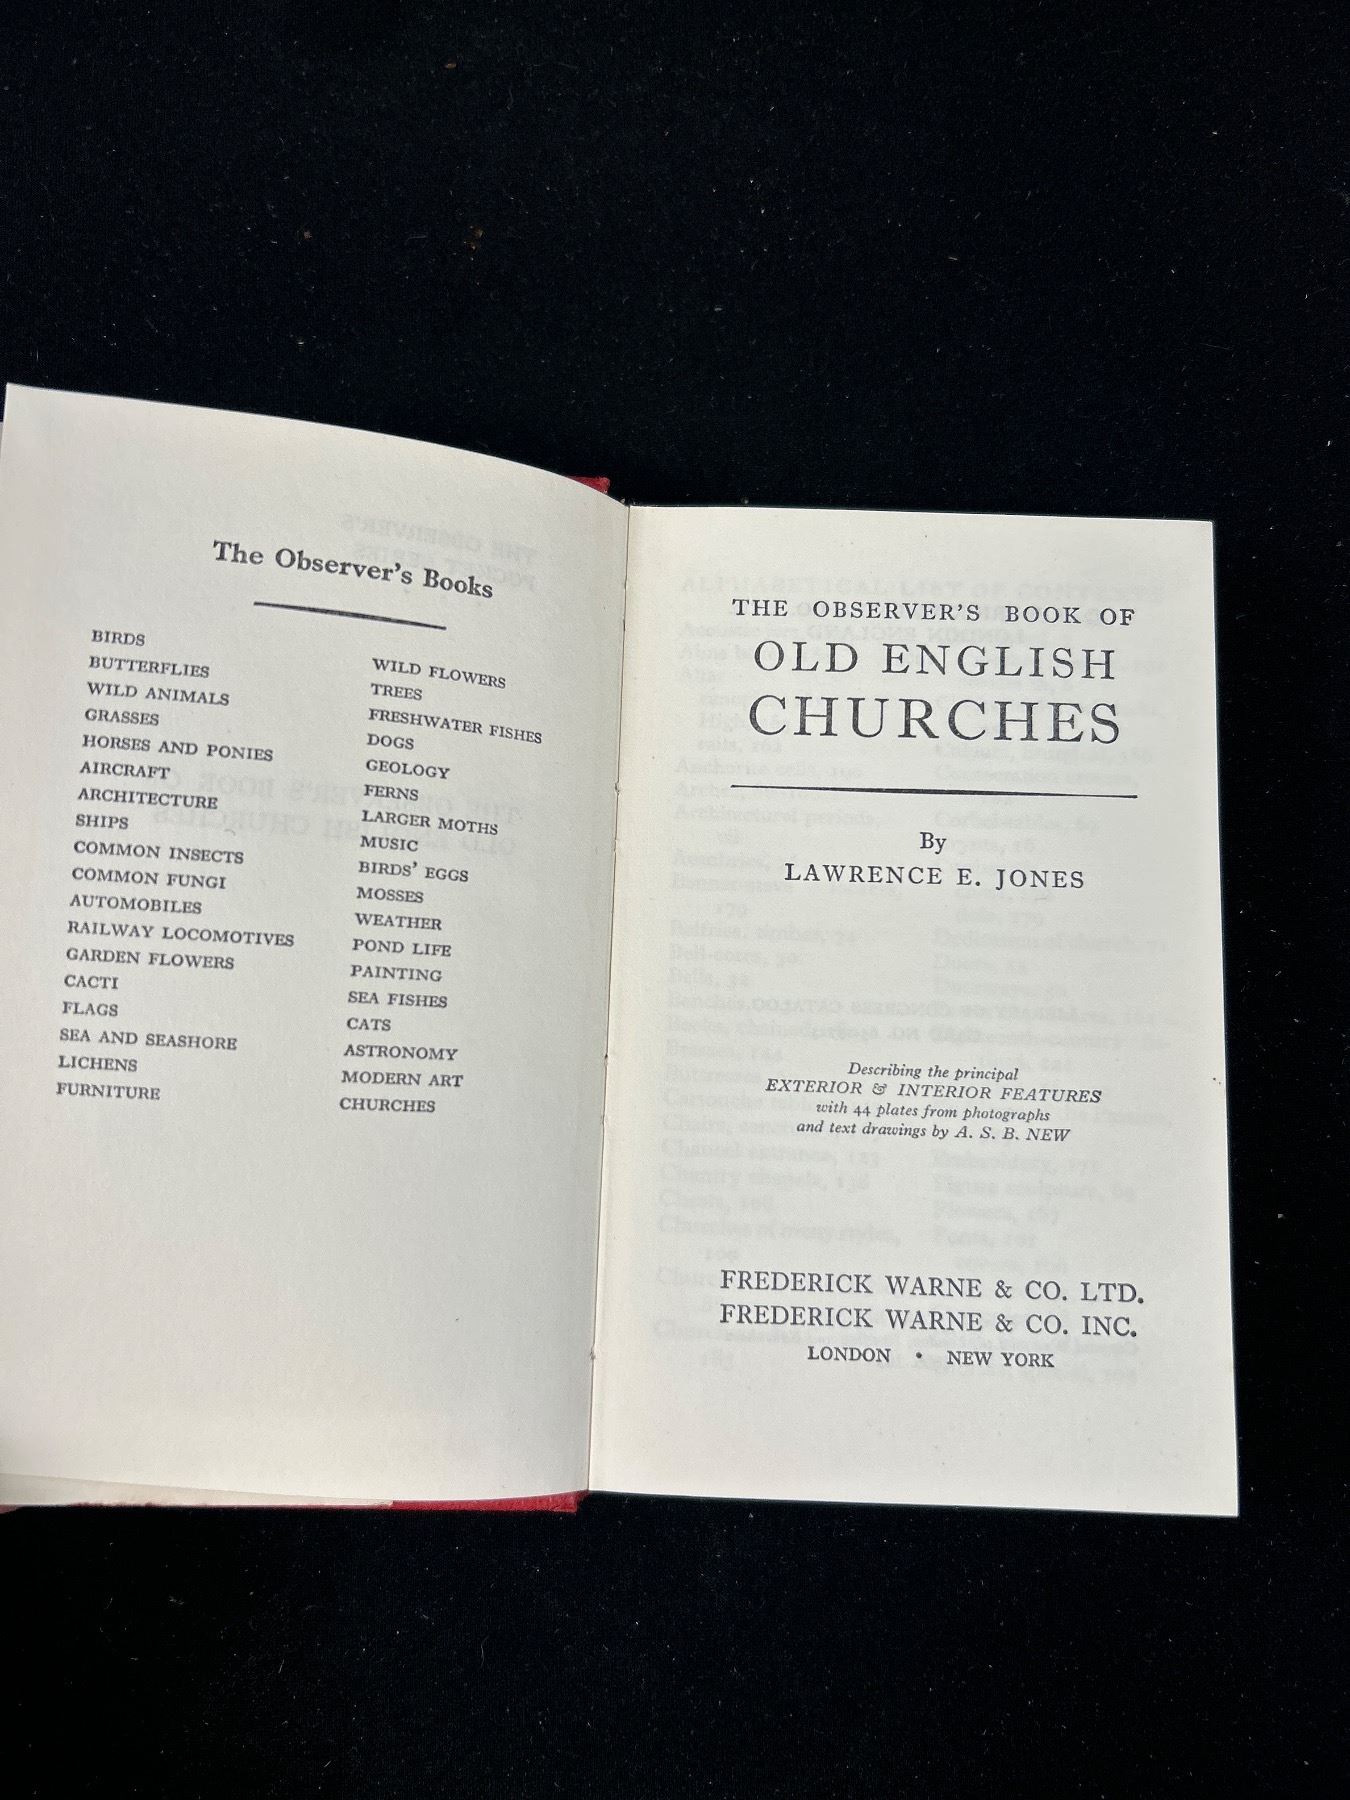 The Observer's Books
BIRDS
BUTTERFLIES
WILD ANIMALS
GRASSES
HORSES AND PONIES
AIRCRAFT
ARCHITECTURE
SHIPS
COMMON INSECTS
COMMON FUNGI
AUTOMOBILES
RAILWAY LOCOMOTIVES
GARDEN FLOWERS
CACTI
FLAGS
SEA AND SEASHORE
LICHENS
FURNITURE
WILD FLOWERS
TREES
FRESHWATER FISHES
DOGS
GEOLOGY
FERNS
LARGER MOTHS
MUSIC
BIRDS' EGGS
MOSSES
WEATHER
POND LIFE
PAINTING
SEA FISHES
CATS
ASTRONOMY
MODERN ART
CHURCHES
THE OBSERVER'S BOOK OF
OLD ENGLISH
CHURCHES
By
LAWRENCE E. JONES
Describing the principal
EXTERIOR & INTERIOR FEATURES
with 44 plates from photographs
and text drawings by A. S. B. NEW
FREDERICK WARNE & CO. LTD.
FREDERICK WARNE & CO. INC.
LONDON • NEW YORK